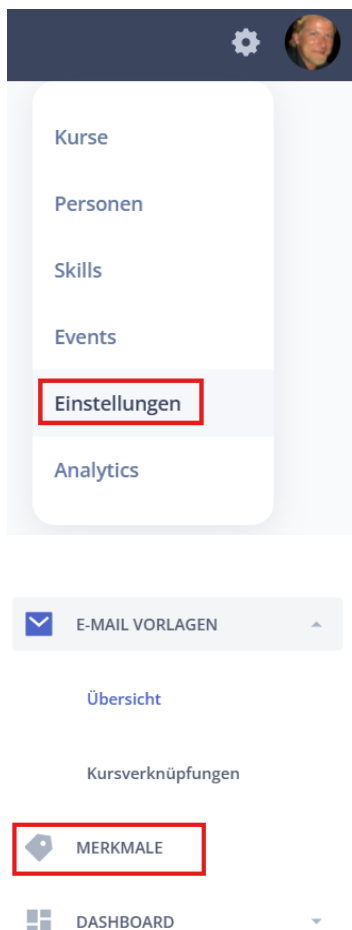 Kurse
Personen
Skills
Events
Einstellungen
Analytics
E-MAIL VORLAGEN
Übersicht
Kursverknüpfungen
MERKMALE
DASHBOARD